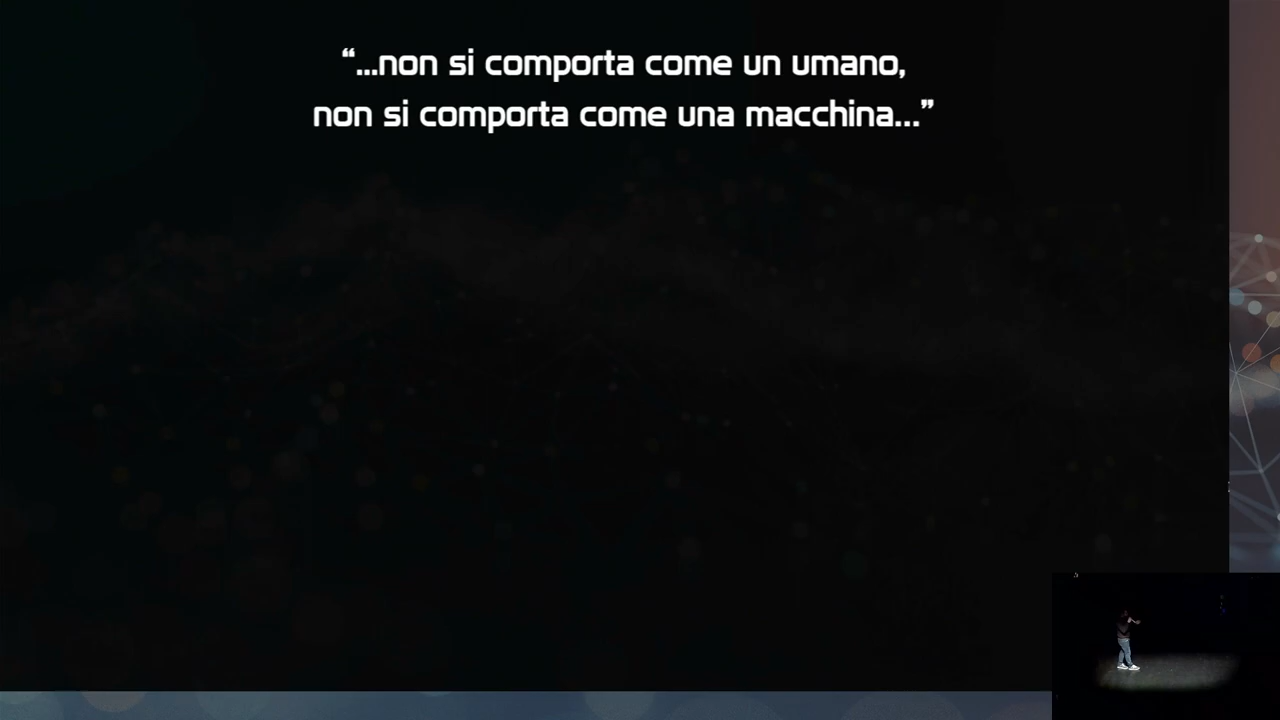 “...non si comporta come un umano,
non si comporta come una macchina...”